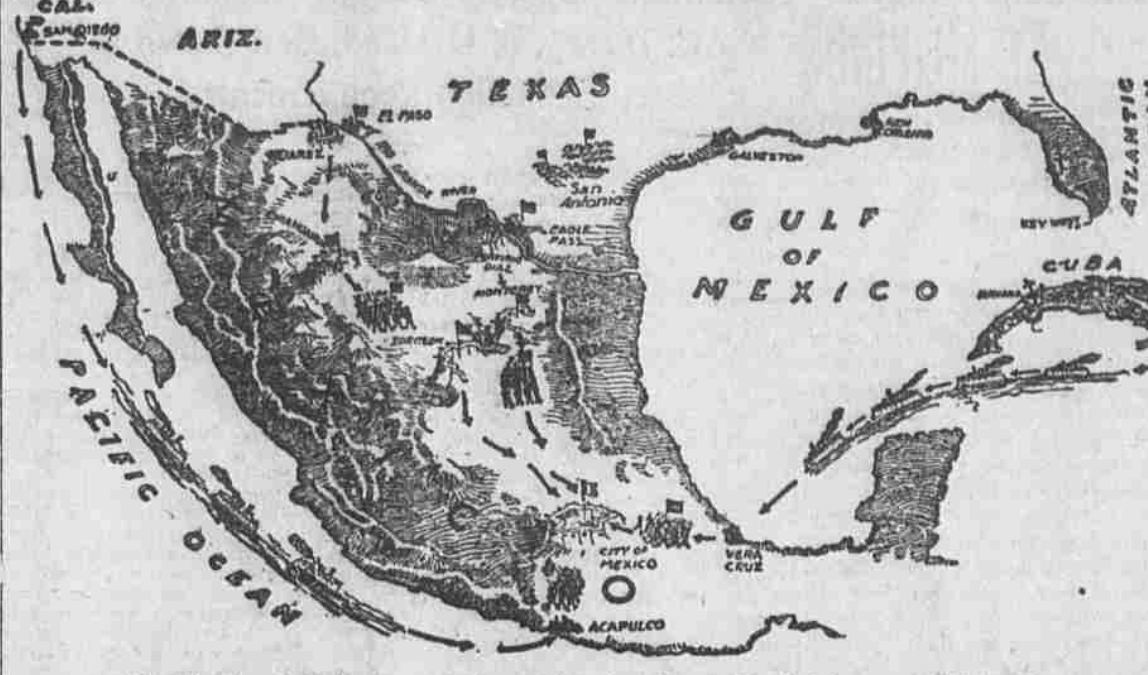 CAL.
SAN DIEGO
ARIZ.
TEXAS
EL PASO
JUAREZ
RIO GRANDE
RIVER
San
Antonio
EAGLE
PASS
MONTEREY
TORREON
GALVESTON
NEW
ORLEANS
ATLANTIC
KEY WEST
GULF
OF
MEXICO
CUBA
HAVANA
PACIFIC OCEAN
CITY OF
MEXICO
VERA
CRUZ
ACAPULCO